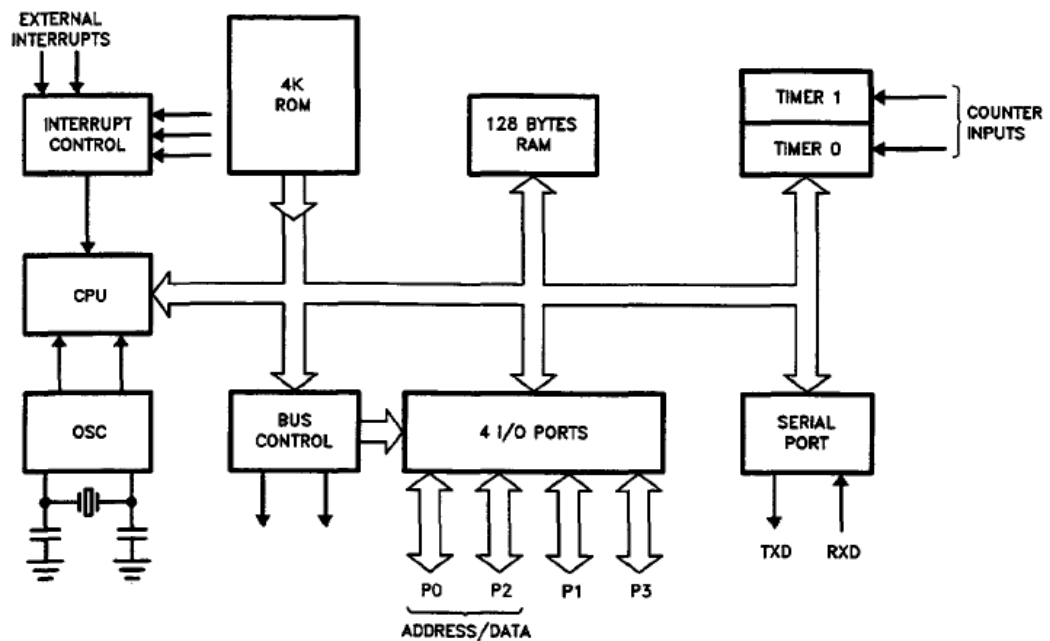 EXTERNAL
INTERRUPTS
INTERRUPT
CONTROL
4K
ROM
128 BYTES
RAM
TIMER 1
TIMER 0
COUNTER
INPUTS
CPU
OSC
BUS
CONTROL
4 I/O PORTS
SERIAL
PORT
TXD
RXD
P0
P2
P1
P3
ADDRESS/DATA